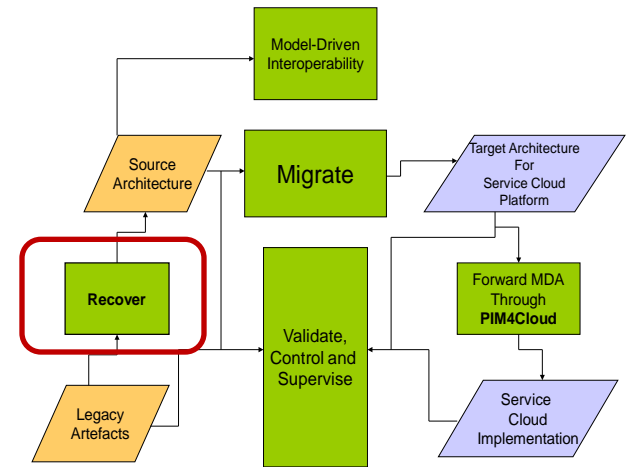 Model-Driven
Interoperability
Source
Architecture
Migrate
Target Architecture
For
Service Cloud
Platform
Recover
Validate,
Control and
Supervise
Forward MDA
Through
PIM4Cloud
Legacy
Artefacts
Service
Cloud
Implementation